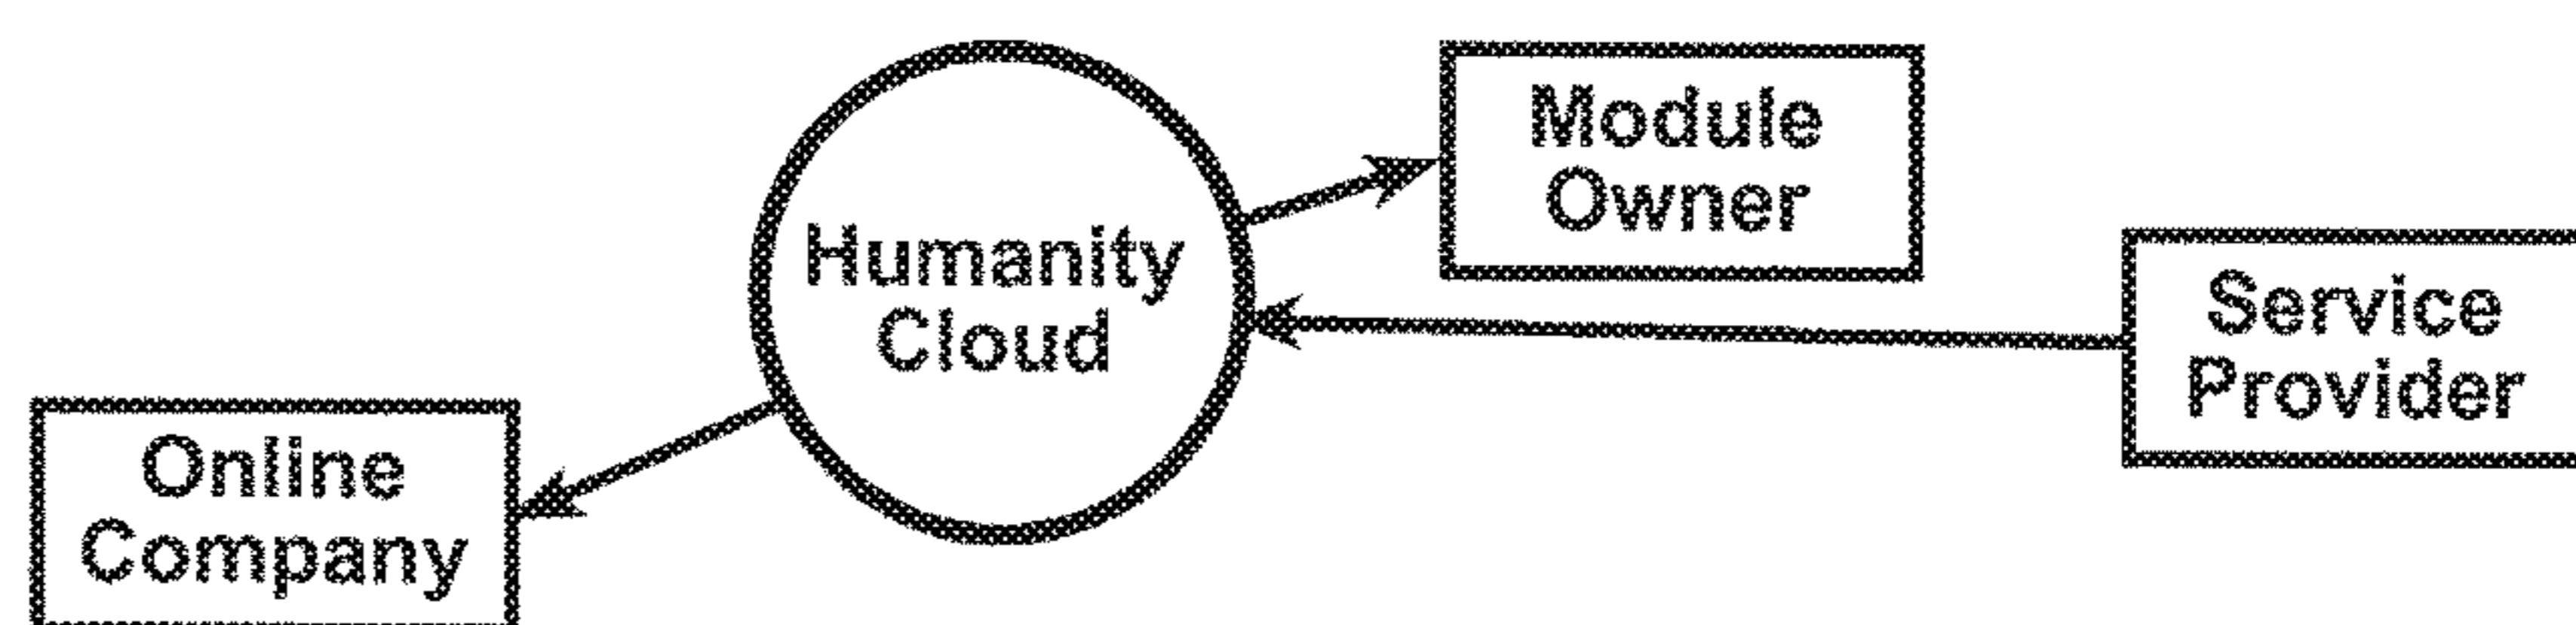 Module
Owner
Humanity
Cloud
Service
Provider
Online
Company